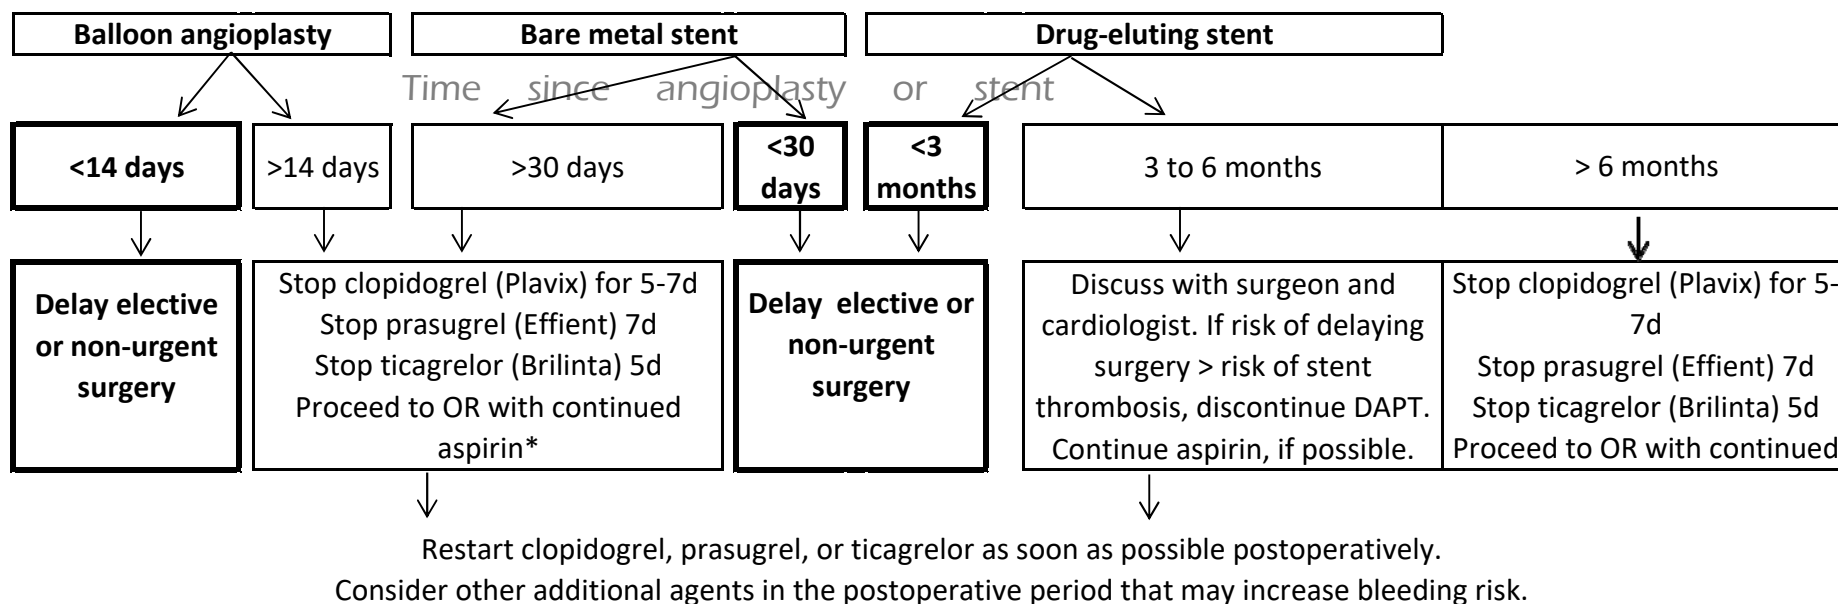 Balloon angioplasty
Bare metal stent
Drug-eluting stent
Time since angioplasty or stent
<14 days
>14 days
>30 days
<30
days
<3
months
3 to 6 months
> 6 months
Delay elective
or non-urgent
surgery
Stop clopidogrel (Plavix) for 5-7d
Stop prasugrel (Effient) 7d
Stop ticagrelor (Brilinta) 5d
Proceed to OR with continued
aspirin*
Delay elective or
non-urgent
surgery
Discuss with surgeon and
cardiologist. If risk of delaying
surgery > risk of stent
thrombosis, discontinue DAPT.
Continue aspirin, if possible.
Stop clopidogrel (Plavix) for 5-
7d
Stop prasugrel (Effient) 7d
Stop ticagrelor (Brilinta) 5d
Proceed to OR with continued
Restart clopidogrel, prasugrel, or ticagrelor as soon as possible postoperatively.
Consider other additional agents in the postoperative period that may increase bleeding risk.